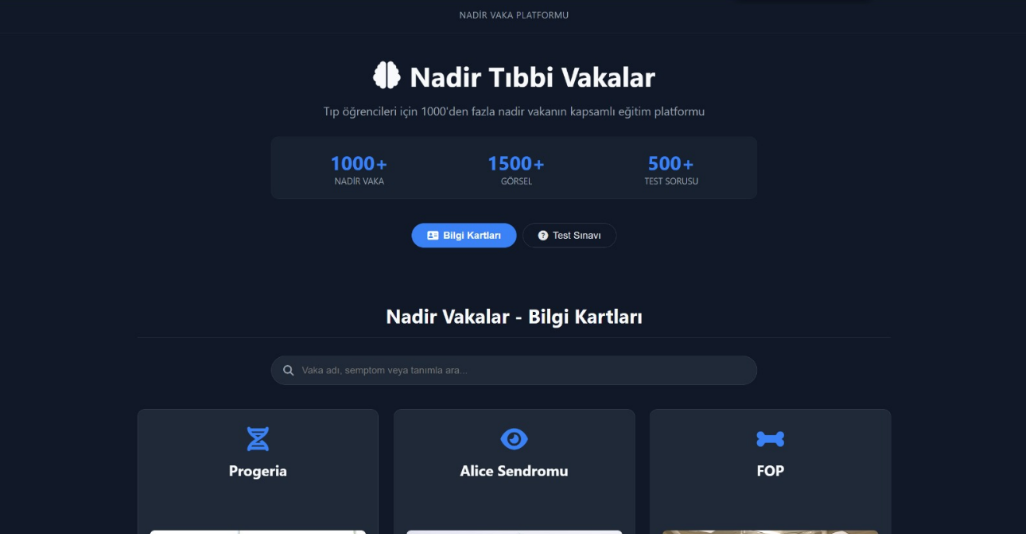 NADİR VAKA PLATFORMU
Nadir Tıbbi Vakalar
Tıp öğrencileri için 1000'den fazla nadir vakanın kapsamlı eğitim platformu
1000+ 1500+ 500+
NADİR VAKA GÖRSEL TEST SORUSU
Bilgi Kartları Test Sınavı
Nadir Vakalar - Bilgi Kartları
Vaka adı, semptom veya tanımla ara...
Progeria Alice Sendromu FOP